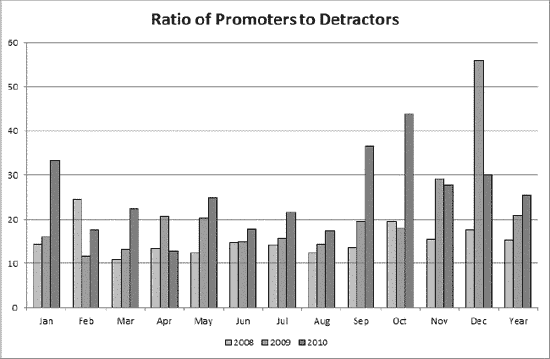 Ratio of Promoters to Detractors
60
50
40
30
20
10
0
Jan Feb Mar Apr May Jun Jul Aug Sep Oct Nov Dec Year
2008 2009 2010